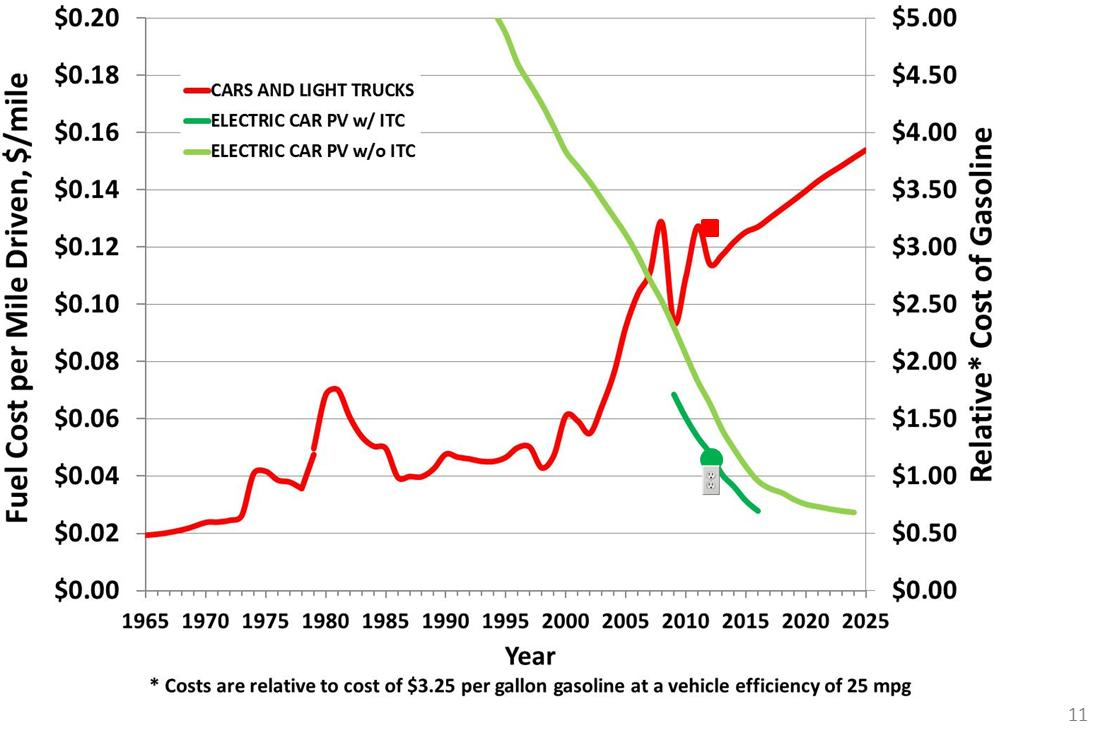 $0.20
$0.18
$0.16
$0.14
$0.12
$0.10
$0.08
$0.06
$0.04
$0.02
$0.00
Fuel Cost per Mile Driven, $/mile
CARS AND LIGHT TRUCKS
ELECTRIC CAR PV w/ ITC
ELECTRIC CAR PV w/o ITC
$5.00
$4.50
$4.00
$3.50
$3.00
$2.50
$2.00
$1.50
$1.00
$0.50
$0.00
Relative* Cost of Gasoline
1965 1970 1975 1980 1985 1990 1995 2000 2005 2010 2015 2020 2025
Year
* Costs are relative to cost of $3.25 per gallon gasoline at a vehicle efficiency of 25 mpg
11